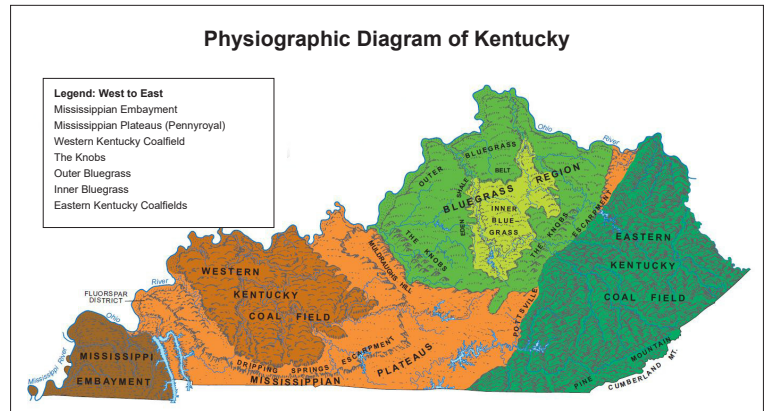 Physiographic Diagram of Kentucky
Legend: West to East
Mississippian Embayment
Mississippian Plateaus (Pennyroyal)
Western Kentucky Coalfield
The Knobs
Outer Bluegrass
Inner Bluegrass
Eastern Kentucky Coalfields
Ohio
River
OUTER
BLUEGRASS
SHALE
BELT
BLUEGRASS
REGION
EDEN
INNER
BLUE-
GRASS
THE KNOBS
THE KNOBS
ESCARPMENT
POTTSVILLE
EASTERN
KENTUCKY
COAL FIELD
MULDRAUGHS HILL
WESTERN
KENTUCKY
COAL FIELD
River
FLUORSPAR
DISTRICT
Ohio
Mississippi River
MISSISSIPPI
EMBAYMENT
DRIPPING SPRINGS ESCARPMENT
MISSISSIPPIAN
PLATEAUS
PINE MOUNTAIN
CUMBERLAND MT.